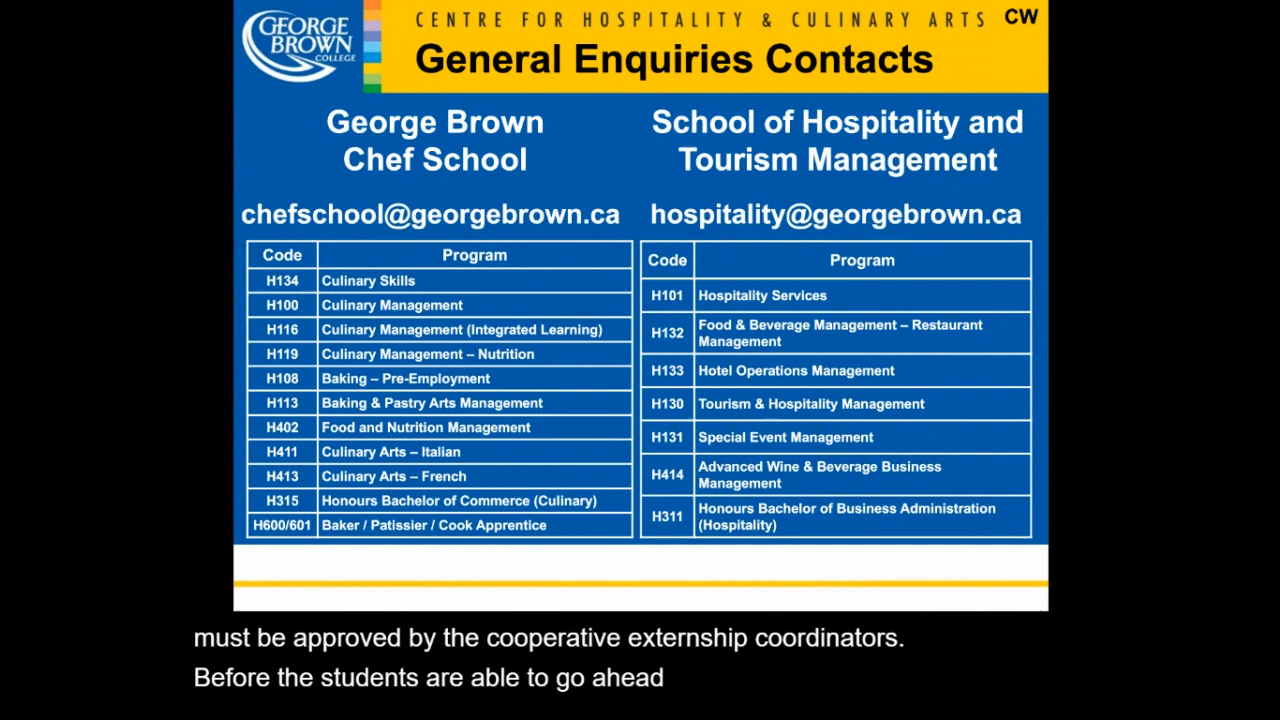 GEORGE
BROWN
COLLEGE
CENTRE FOR HOSPITALITY & CULINARY ARTS
CW
General Enquiries Contacts
George Brown
Chef School
chefschool@georgebrown.ca
Code Program
H134 Culinary Skills
H100 Culinary Management
H116 Culinary Management (Integrated Learning)
H119 Culinary Management – Nutrition
H108 Baking – Pre-Employment
H113 Baking & Pastry Arts Management
H402 Food and Nutrition Management
H411 Culinary Arts – Italian
H413 Culinary Arts – French
H315 Honours Bachelor of Commerce (Culinary)
H600/601 Baker / Patissier / Cook Apprentice
School of Hospitality and
Tourism Management
hospitality@georgebrown.ca
Code Program
H101 Hospitality Services
H132 Food & Beverage Management – Restaurant
Management
H133 Hotel Operations Management
H130 Tourism & Hospitality Management
H131 Special Event Management
H414 Advanced Wine & Beverage Business
Management
H311 Honours Bachelor of Business Administration
(Hospitality)
must be approved by the cooperative externship coordinators.
Before the students are able to go ahead